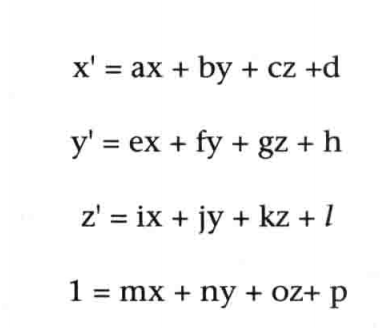 x' = ax + by + cz +d
y' = ex + fy + gz + h
z' = ix + jy + kz + l
1 = mx + ny + oz+ p